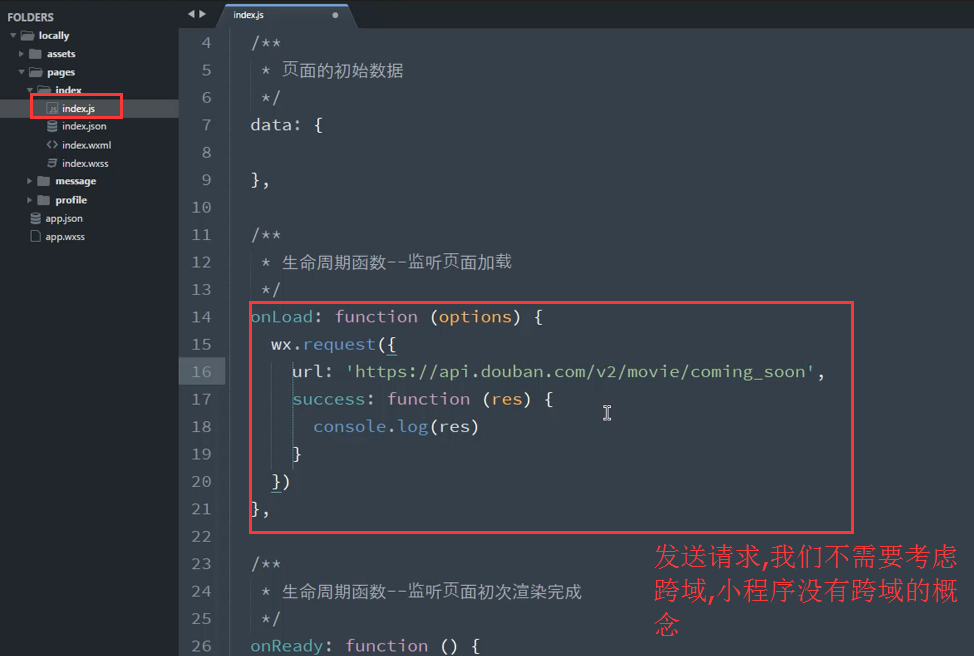 FOLDERS
locally
assets
pages
index
index.js
index.json
index.wxml
index.wxss
message
profile
app.json
app.wxss
index.js
4 /**
5  * 页面的初始数据
6  */
7 data: {
8
9 },
10
11 /**
12  * 生命周期函数--监听页面加载
13  */
14 onLoad: function (options) {
15   wx.request({
16     url: 'https://api.douban.com/v2/movie/coming_soon',
17     success: function (res) {
18       console.log(res)
19     }
20   })
21 },
22
23 /**
24  * 生命周期函数--监听页面初次渲染完成
25  */
26 onReady: function () {
发送请求,我们不需要考虑
跨域,小程序没有跨域的概
念